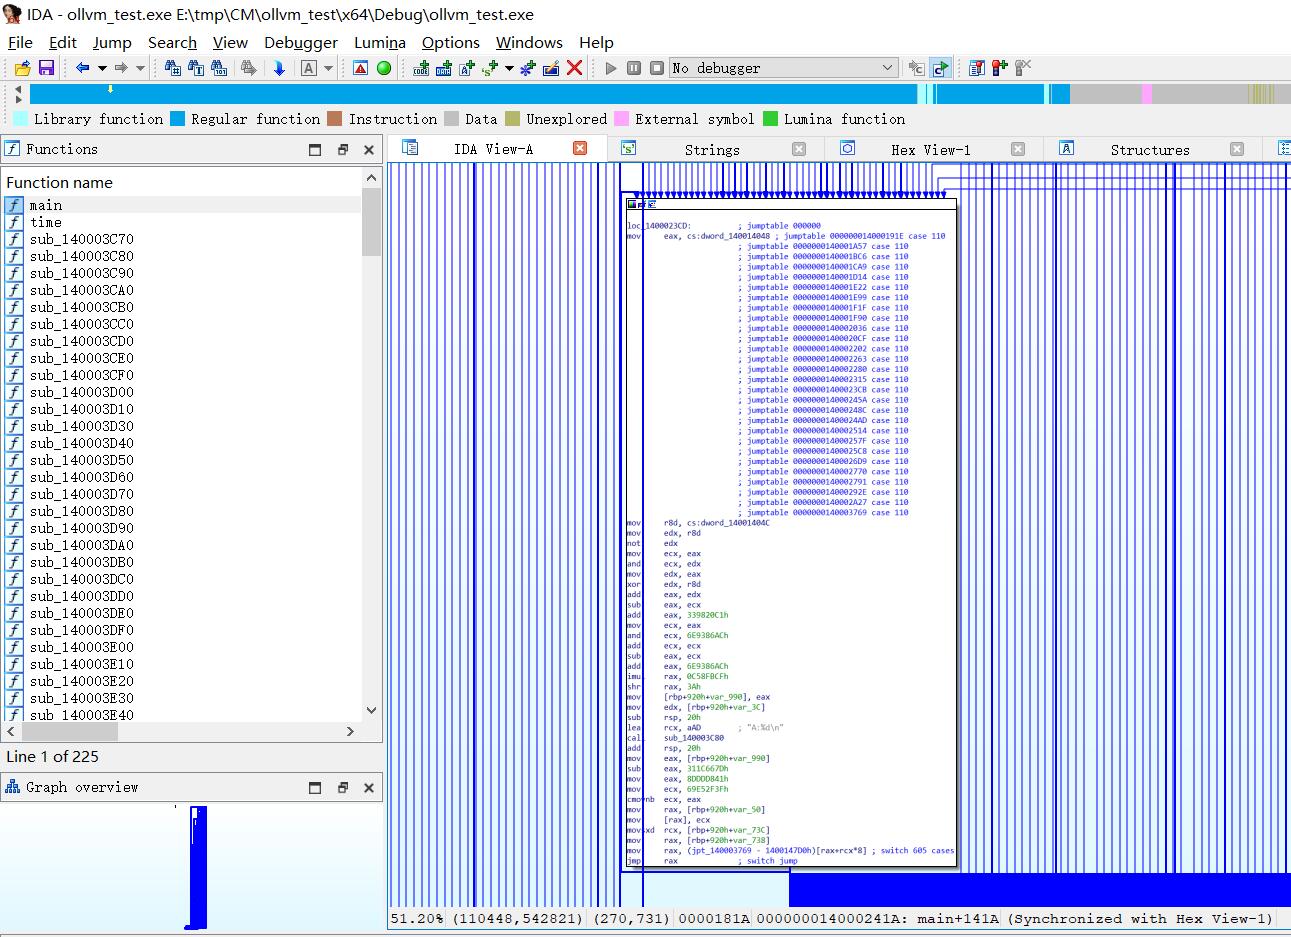 IDA - ollvm_test.exe E:\tmp\CM\ollvm_test\x64\Debug\ollvm_test.exe
File Edit Jump Search View Debugger Lumina Options Windows Help
No debugger
Library function Regular function Instruction Data Unexplored External symbol Lumina function
Functions
IDA View-A
Strings
Hex View-1
Structures
Function name
main
time
sub_140003C70
sub_140003C80
sub_140003C90
sub_140003CA0
sub_140003CB0
sub_140003CC0
sub_140003CD0
sub_140003CE0
sub_140003CF0
sub_140003D00
sub_140003D10
sub_140003D30
sub_140003D40
sub_140003D50
sub_140003D60
sub_140003D70
sub_140003D80
sub_140003D90
sub_140003DA0
sub_140003DB0
sub_140003DC0
sub_140003DD0
sub_140003DE0
sub_140003DF0
sub_140003E00
sub_140003E10
sub_140003E20
sub_140003E30
sub_140003E40
Line 1 of 225
Graph overview
loc_1400023CD: ; jumptable 000000
mov eax, cs:dword_140014048 ; jumptable 000000014000191E case 110
; jumptable 0000000140001A57 case 110
; jumptable 0000000140001BC6 case 110
; jumptable 0000000140001CA9 case 110
; jumptable 0000000140001D14 case 110
; jumptable 0000000140001E22 case 110
; jumptable 0000000140001E99 case 110
; jumptable 0000000140001F1F case 110
; jumptable 0000000140001F90 case 110
; jumptable 0000000140002036 case 110
; jumptable 00000001400020CF case 110
; jumptable 0000000140002202 case 110
; jumptable 0000000140002263 case 110
; jumptable 0000000140002280 case 110
; jumptable 0000000140002315 case 110
; jumptable 00000001400023CB case 110
; jumptable 000000014000245A case 110
; jumptable 000000014000248C case 110
; jumptable 00000001400024AD case 110
; jumptable 0000000140002514 case 110
; jumptable 000000014000257F case 110
; jumptable 00000001400025C8 case 110
; jumptable 00000001400026D9 case 110
; jumptable 0000000140002770 case 110
; jumptable 0000000140002791 case 110
; jumptable 000000014000292E case 110
; jumptable 0000000140002A27 case 110
; jumptable 0000000140003769 case 110
mov r8d, cs:dword_14001404C
mov edx, r8d
not edx
mov ecx, eax
and ecx, edx
mov edx, eax
xor edx, r8d
add eax, edx
sub eax, ecx
add eax, 339820C1h
mov ecx, eax
and ecx, 6E9386ACh
add ecx, ecx
sub eax, ecx
add eax, 6E9386ACh
imu rax, 0C58FBCFh
shr rax, 3Ah
mov [rbp+920h+var_990], eax
mov edx, [rbp+920h+var_3C]
sub rsp, 20h
lea rcx, aAD ; "A:%d\n"
cal sub_140003C80
add rsp, 20h
mov eax, [rbp+920h+var_990]
sub eax, 311C667Dh
mov eax, 8DDDD841h
mov ecx, 69E52F3Fh
cmovnb ecx, eax
mov rax, [rbp+920h+var_50]
mov [rax], ecx
movsxd rcx, [rbp+920h+var_73C]
mov rax, [rbp+920h+var_738]
mov rax, (jpt_140003769 - 1400147D0h)[rax+rcx*8] ; switch 605 cases
jmp rax ; switch jump
51.20% (110448,542821) (270,731) 0000181A 000000014000241A: main+141A (Synchronized with Hex View-1)